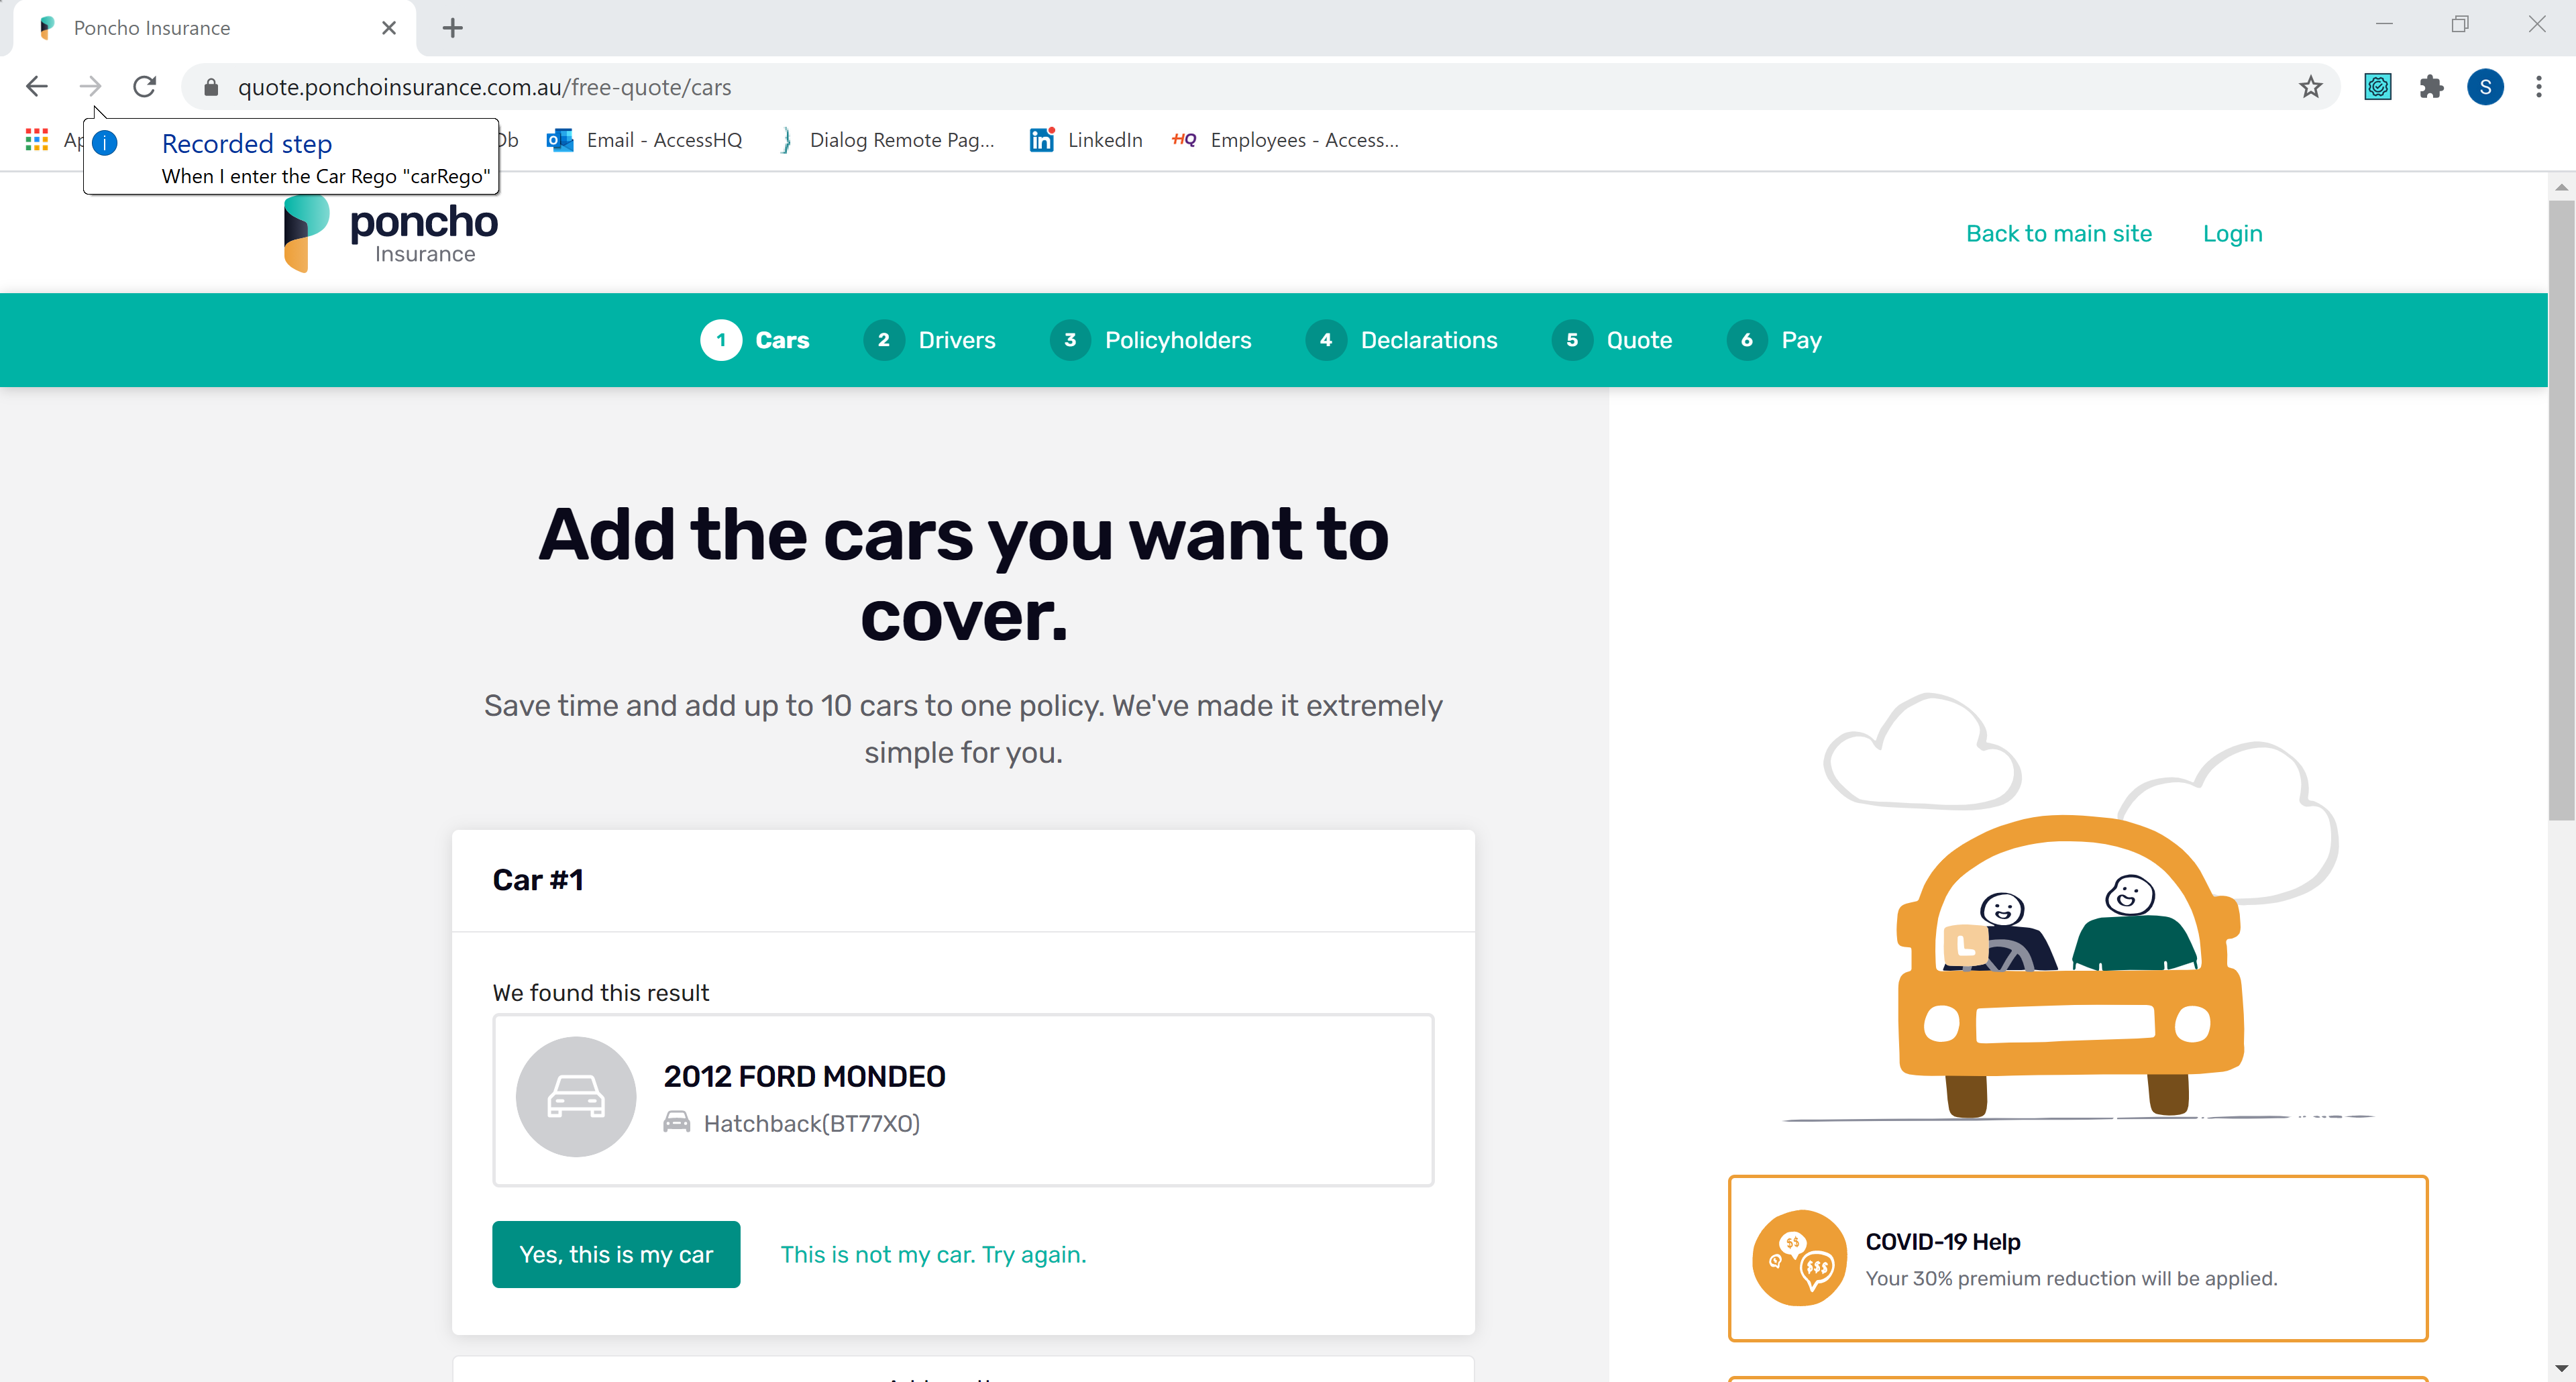 Poncho Insurance
quote.ponchoinsurance.com.au/free-quote/cars
S
Email - AccessHQ
Dialog Remote Pag...
LinkedIn
HQ Employees - Access...
Recorded step
When I enter the Car Rego "carRego"
poncho
Insurance
Back to main site
Login
1 Cars
2 Drivers
3 Policyholders
4 Declarations
5 Quote
6 Pay
Add the cars you want to
cover.
Save time and add up to 10 cars to one policy. We've made it extremely
simple for you.
Car #1
We found this result
2012 FORD MONDEO
Hatchback(BT77XO)
Yes, this is my car
This is not my car. Try again.
L
$$
$$$
COVID-19 Help
Your 30% premium reduction will be applied.